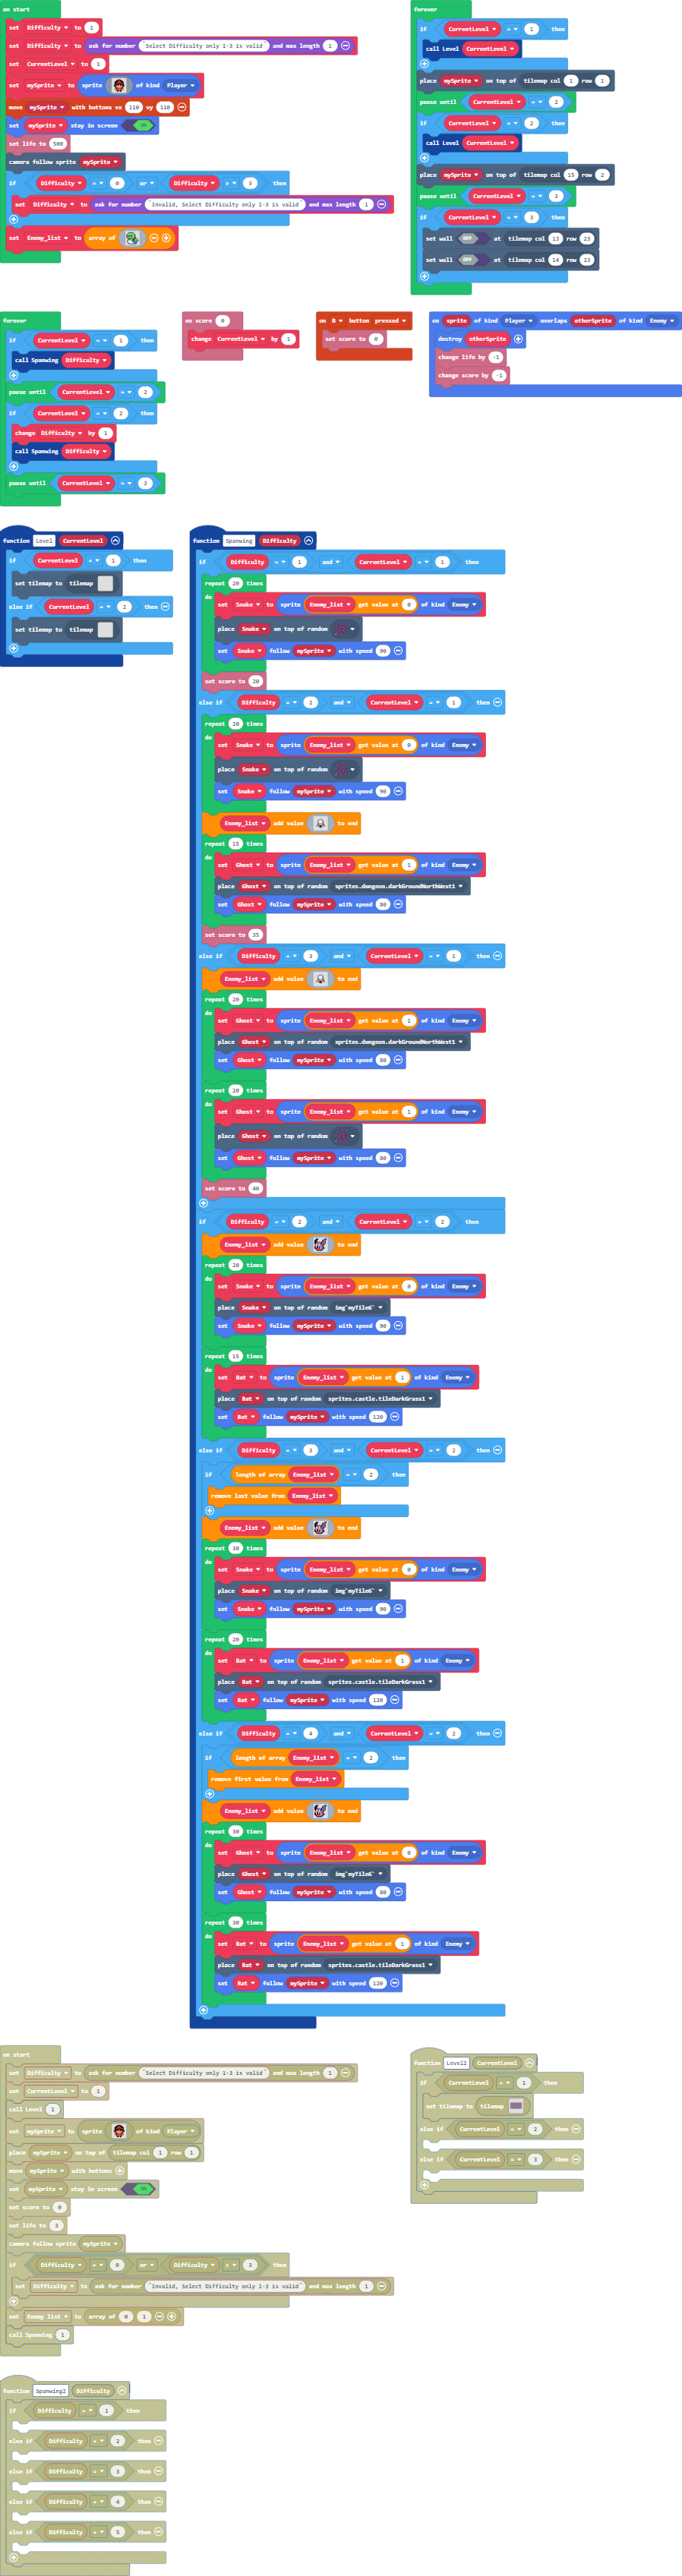 on start
set Difficulty to 1
set Difficulty to ask for number `Select Difficulty only 1-3 is valid` and max length 1
set CurrentLevel to 1
set mySprite to sprite of kind Player
move mySprite with buttons vx 110 vy 110
set mySprite stay in screen ON
set life to 500
camera follow sprite mySprite
if Difficulty = 0 or Difficulty > 3 then
set Difficulty to ask for number `Invalid, Select Difficulty only 1-3 is valid` and max length 1
set Enemy_list to array of
forever
if CurrentLevel = 1 then
call Level CurrentLevel
place mySprite on top of tilemap col 1 row 1
pause until CurrentLevel = 2
if CurrentLevel = 2 then
call Level CurrentLevel
place mySprite on top of tilemap col 15 row 2
pause until CurrentLevel = 3
if CurrentLevel = 3 then
set wall OFF at tilemap col 13 row 23
set wall OFF at tilemap col 14 row 23
forever
if CurrentLevel = 1 then
call Spanwing Difficulty
pause until CurrentLevel = 2
if CurrentLevel = 2 then
change Difficulty by 1
call Spanwing Difficulty
pause until CurrentLevel = 3
on score 0
change CurrentLevel by 1
on B button pressed
set score to 0
on sprite of kind Player overlaps otherSprite of kind Enemy
destroy otherSprite
change life by -1
change score by -1
function Level CurrentLevel
if CurrentLevel = 1 then
set tilemap to tilemap
else if CurrentLevel = 2 then
set tilemap to tilemap
function Spanwing Difficulty
if Difficulty = 1 and CurrentLevel = 1 then
repeat 20 times
do set Snake to sprite Enemy_list get value at 0 of kind Enemy
place Snake on top of random
set Snake follow mySprite with speed 90
set score to 20
else if Difficulty = 2 and CurrentLevel = 1 then
repeat 20 times
do set Snake to sprite Enemy_list get value at 0 of kind Enemy
place Snake on top of random
set Snake follow mySprite with speed 90
Enemy_list add value to end
repeat 15 times
do set Ghost to sprite Enemy_list get value at 1 of kind Enemy
place Ghost on top of random sprites.dungeon.darkGroundNorthWest1
set Ghost follow mySprite with speed 80
set score to 35
else if Difficulty = 3 and CurrentLevel = 1 then
Enemy_list add value to end
repeat 20 times
do set Ghost to sprite Enemy_list get value at 1 of kind Enemy
place Ghost on top of random sprites.dungeon.darkGroundNorthWest1
set Ghost follow mySprite with speed 80
repeat 20 times
do set Ghost to sprite Enemy_list get value at 1 of kind Enemy
place Ghost on top of random
set Ghost follow mySprite with speed 80
set score to 40
if Difficulty = 2 and CurrentLevel = 2 then
Enemy_list add value to end
repeat 20 times
do set Snake to sprite Enemy_list get value at 0 of kind Enemy
place Snake on top of random img`myTile6`
set Snake follow mySprite with speed 90
repeat 15 times
do set Bat to sprite Enemy_list get value at 1 of kind Enemy
place Bat on top of random sprites.castle.tileDarkGrass1
set Bat follow mySprite with speed 120
else if Difficulty = 3 and CurrentLevel = 2 then
if length of array Enemy_list = 2 then
remove last value from Enemy_list
Enemy_list add value to end
repeat 30 times
do set Snake to sprite Enemy_list get value at 0 of kind Enemy
place Snake on top of random img`myTile6`
set Snake follow mySprite with speed 90
repeat 20 times
do set Bat to sprite Enemy_list get value at 1 of kind Enemy
place Bat on top of random sprites.castle.tileDarkGrass1
set Bat follow mySprite with speed 120
else if Difficulty = 4 and CurrentLevel = 2 then
if length of array Enemy_list = 2 then
remove first value from Enemy_list
Enemy_list add value to end
repeat 30 times
do set Ghost to sprite Enemy_list get value at 0 of kind Enemy
place Ghost on top of random img`myTile6`
set Ghost follow mySprite with speed 80
repeat 30 times
do set Bat to sprite Enemy_list get value at 1 of kind Enemy
place Bat on top of random sprites.castle.tileDarkGrass1
set Bat follow mySprite with speed 120
on start
set Difficulty to ask for number `Select Difficulty only 1-3 is valid` and max length 1
set CurrentLevel to 1
call Level 1
set mySprite to sprite of kind Player
place mySprite on top of tilemap col 1 row 1
move mySprite with buttons
set mySprite stay in screen ON
set score to 0
set life to 3
camera follow sprite mySprite
if Difficulty = 0 or Difficulty > 3 then
set Difficulty to ask for number `Invalid, Select Difficulty only 1-3 is valid` and max length 1
set Enemy list to array of 0 1
call Spanwing 1
function Level2 CurrentLevel
if CurrentLevel = 1 then
set tilemap to tilemap
else if CurrentLevel = 2 then
else if CurrentLevel = 3 then
function Spanwing2 Difficulty
if Difficulty = 1 then
else if Difficulty = 2 then
else if Difficulty = 3 then
else if Difficulty = 4 then
else if Difficulty = 5 then